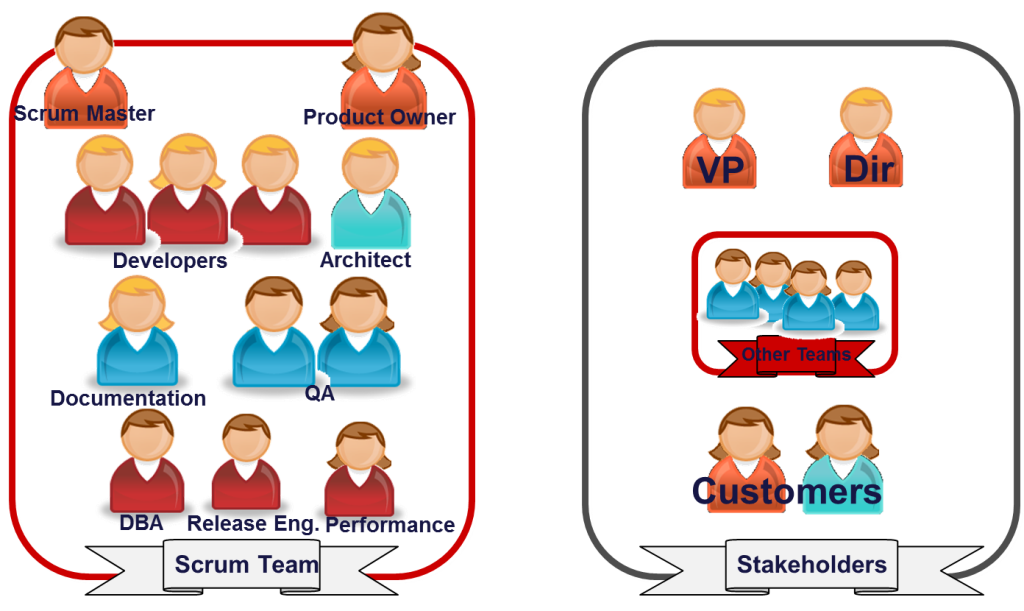 Scrum Master
Product Owner
Developers
Architect
Documentation
QA
DBA
Release Eng.
Performance
Scrum Team
VP
Dir
Other Teams
Customers
Stakeholders